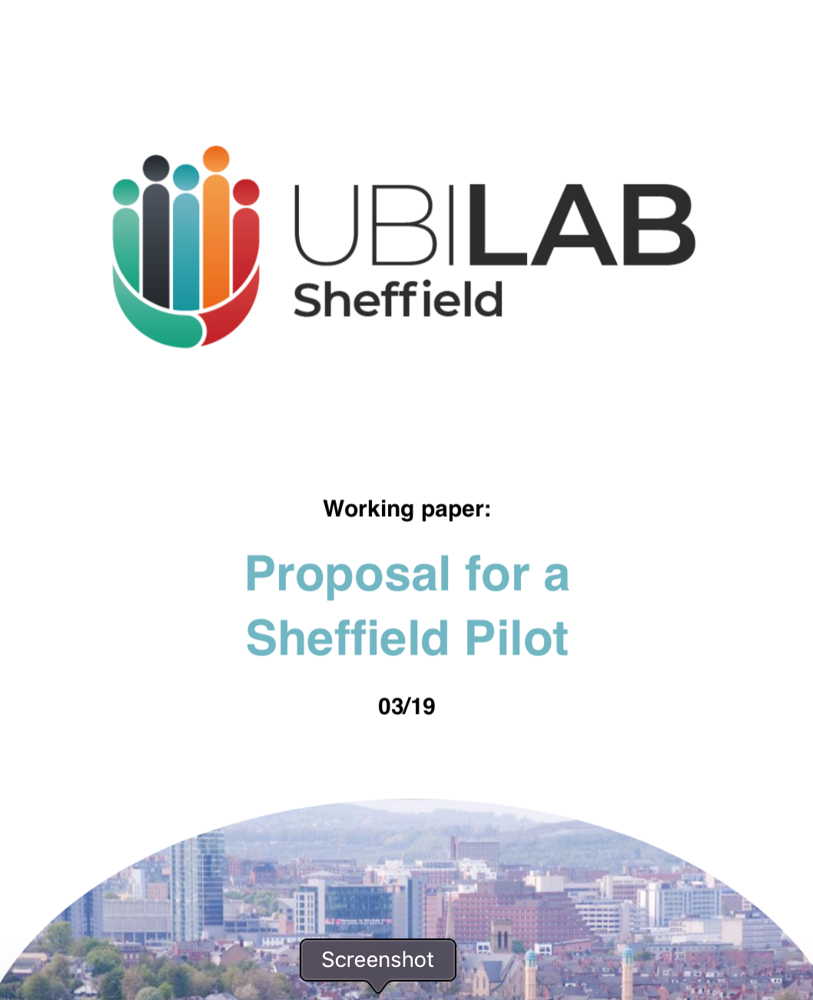 UBILAB
Sheffield
Working paper:
Proposal for a
Sheffield Pilot
03/19
Screenshot